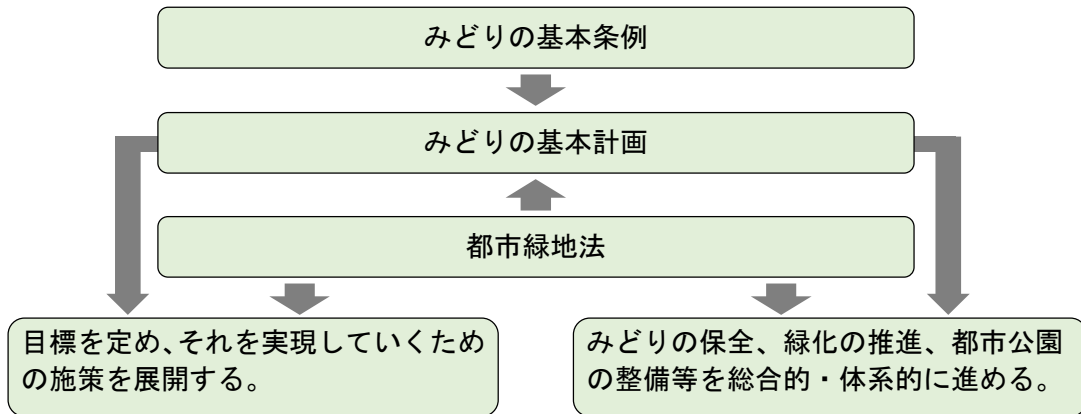 みどりの基本条例
みどりの基本計画
都市緑地法
目標を定め、それを実現していくため
の施策を展開する。
みどりの保全、緑化の推進、都市公園
の整備等を総合的・体系的に進める。